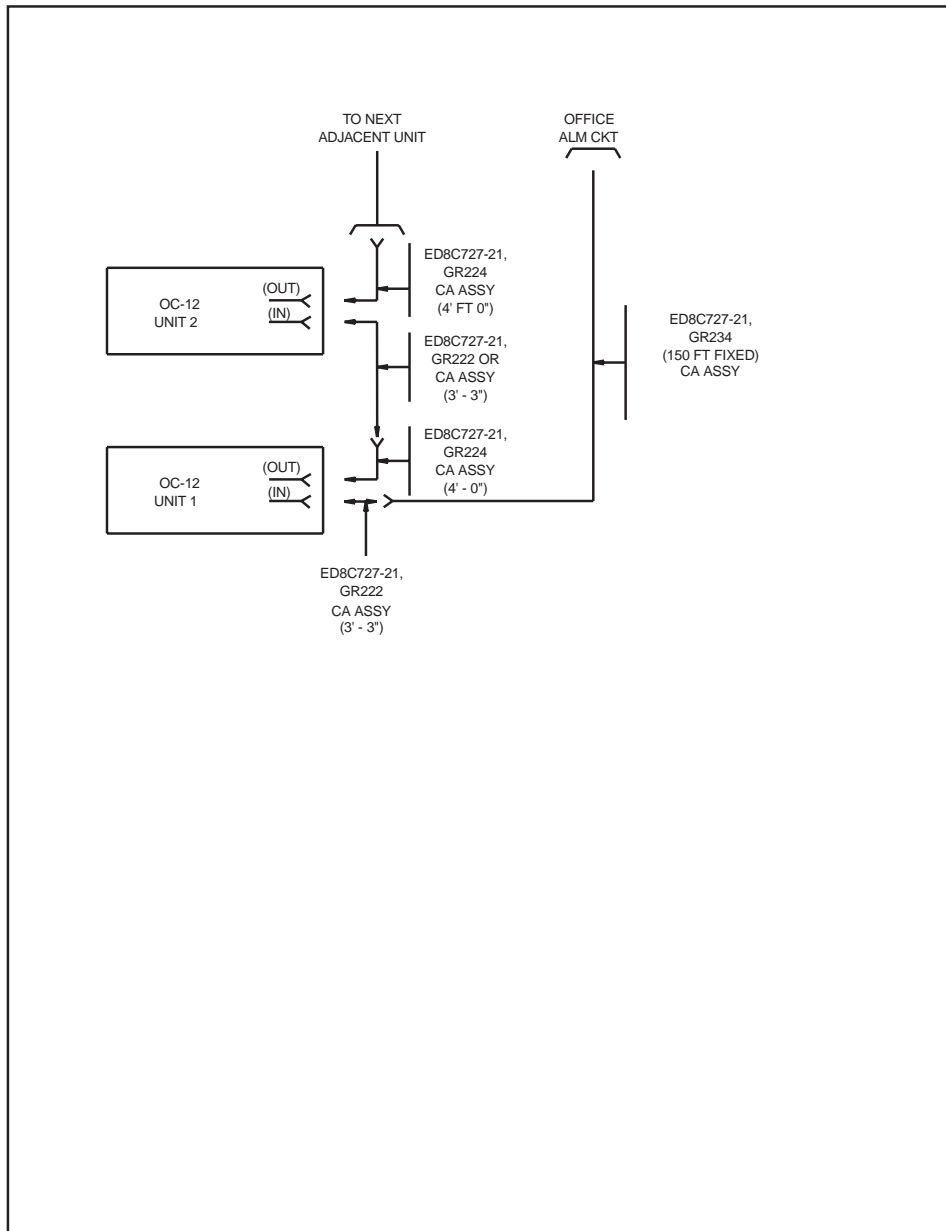 TO NEXT
ADJACENT UNIT
OFFICE
ALM CKT
ED8C727-21,
GR224
CA ASSY
(4' FT 0")
(OUT)
OC-12
(IN)
UNIT 2
ED8C727-21,
GR234
(150 FT FIXED)
CA ASSY
ED8C727-21,
GR222 OR
CA ASSY
(3' - 3")
ED8C727-21,
GR224
CA ASSY
(4' - 0")
(OUT)
OC-12
(IN)
UNIT 1
ED8C727-21,
GR222
CA ASSY
(3' - 3")